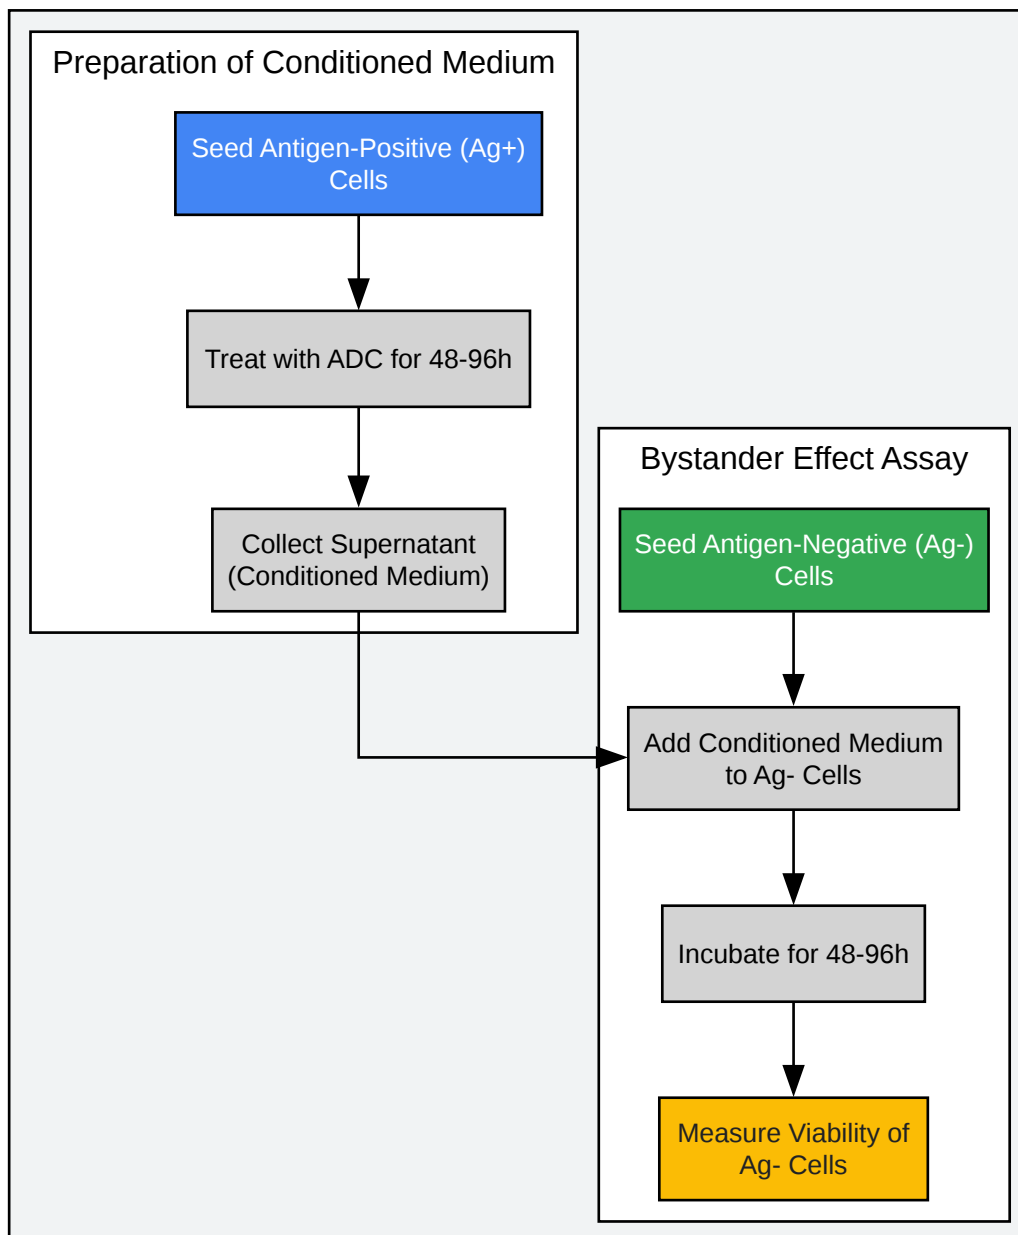 Preparation of Conditioned Medium
Seed Antigen-Positive (Ag+)
Cells
Treat with ADC for 48-96h
Collect Supernatant
(Conditioned Medium)
Bystander Effect Assay
Seed Antigen-Negative (Ag-)
Cells
Add Conditioned Medium
to Ag- Cells
Incubate for 48-96h
Measure Viability of
Ag- Cells